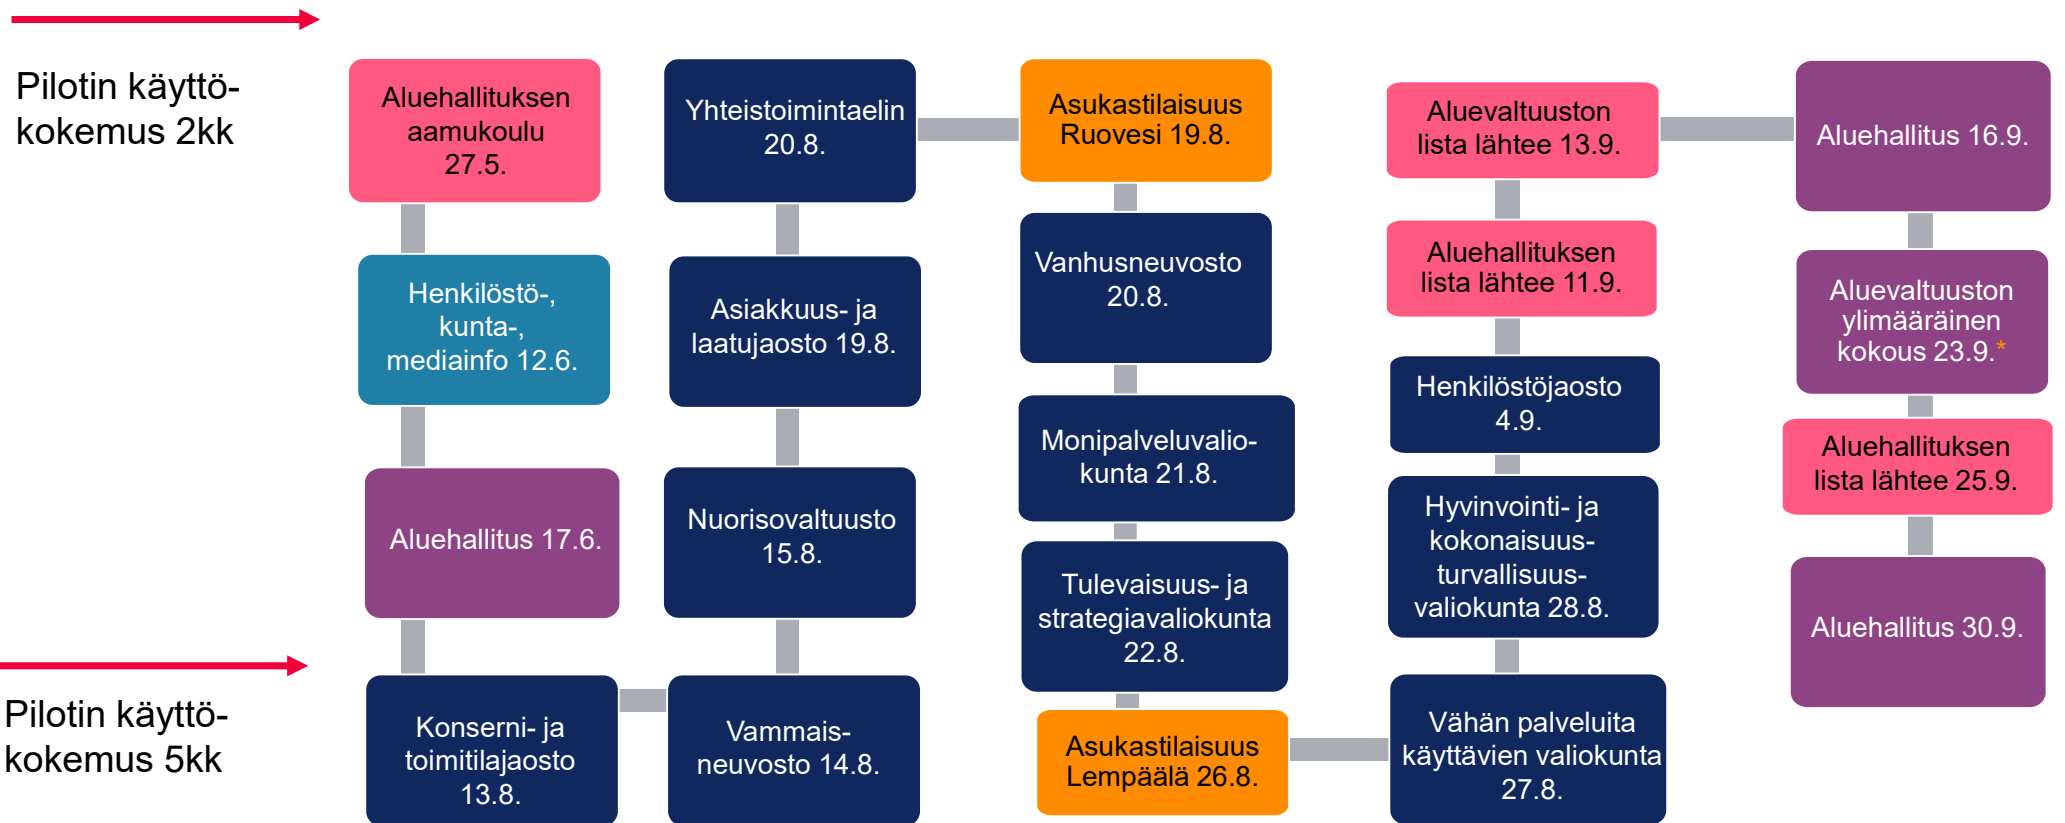 Pilotin käyttö-
kokemus 2kk
Pilotin käyttö-
kokemus 5kk
Aluehallituksen
aamukoulu
27.5.
Henkilöstö-,
kunta-,
mediainfo 12.6.
Aluehallitus 17.6.
Konserni- ja
toimitilajaosto
13.8.
Vammais-
neuvosto 14.8.
Nuorisovaltuusto
15.8.
Asiakkuus- ja
laatujaosto 19.8.
Yhteistoimintaelin
20.8.
Asukastilaisuus
Ruovesi 19.8.
Vanhusneuvosto
20.8.
Monipalveluvalio-
kunta 21.8.
Tulevaisuus- ja
strategiavaliokunta
22.8.
Asukastilaisuus
Lempäälä 26.8.
Vähän palveluita
käyttävien valiokunta
27.8.
Hyvinvointi- ja
kokonaisuus-
turvallisuus-
valiokunta 28.8.
Henkilöstöjaosto
4.9.
Aluehallituksen
lista lähtee 11.9.
Aluevaltuuston
lista lähtee 13.9.
Aluehallitus 16.9.
Aluevaltuuston
ylimääräinen
kokous 23.9.*
Aluehallituksen
lista lähtee 25.9.
Aluehallitus 30.9.